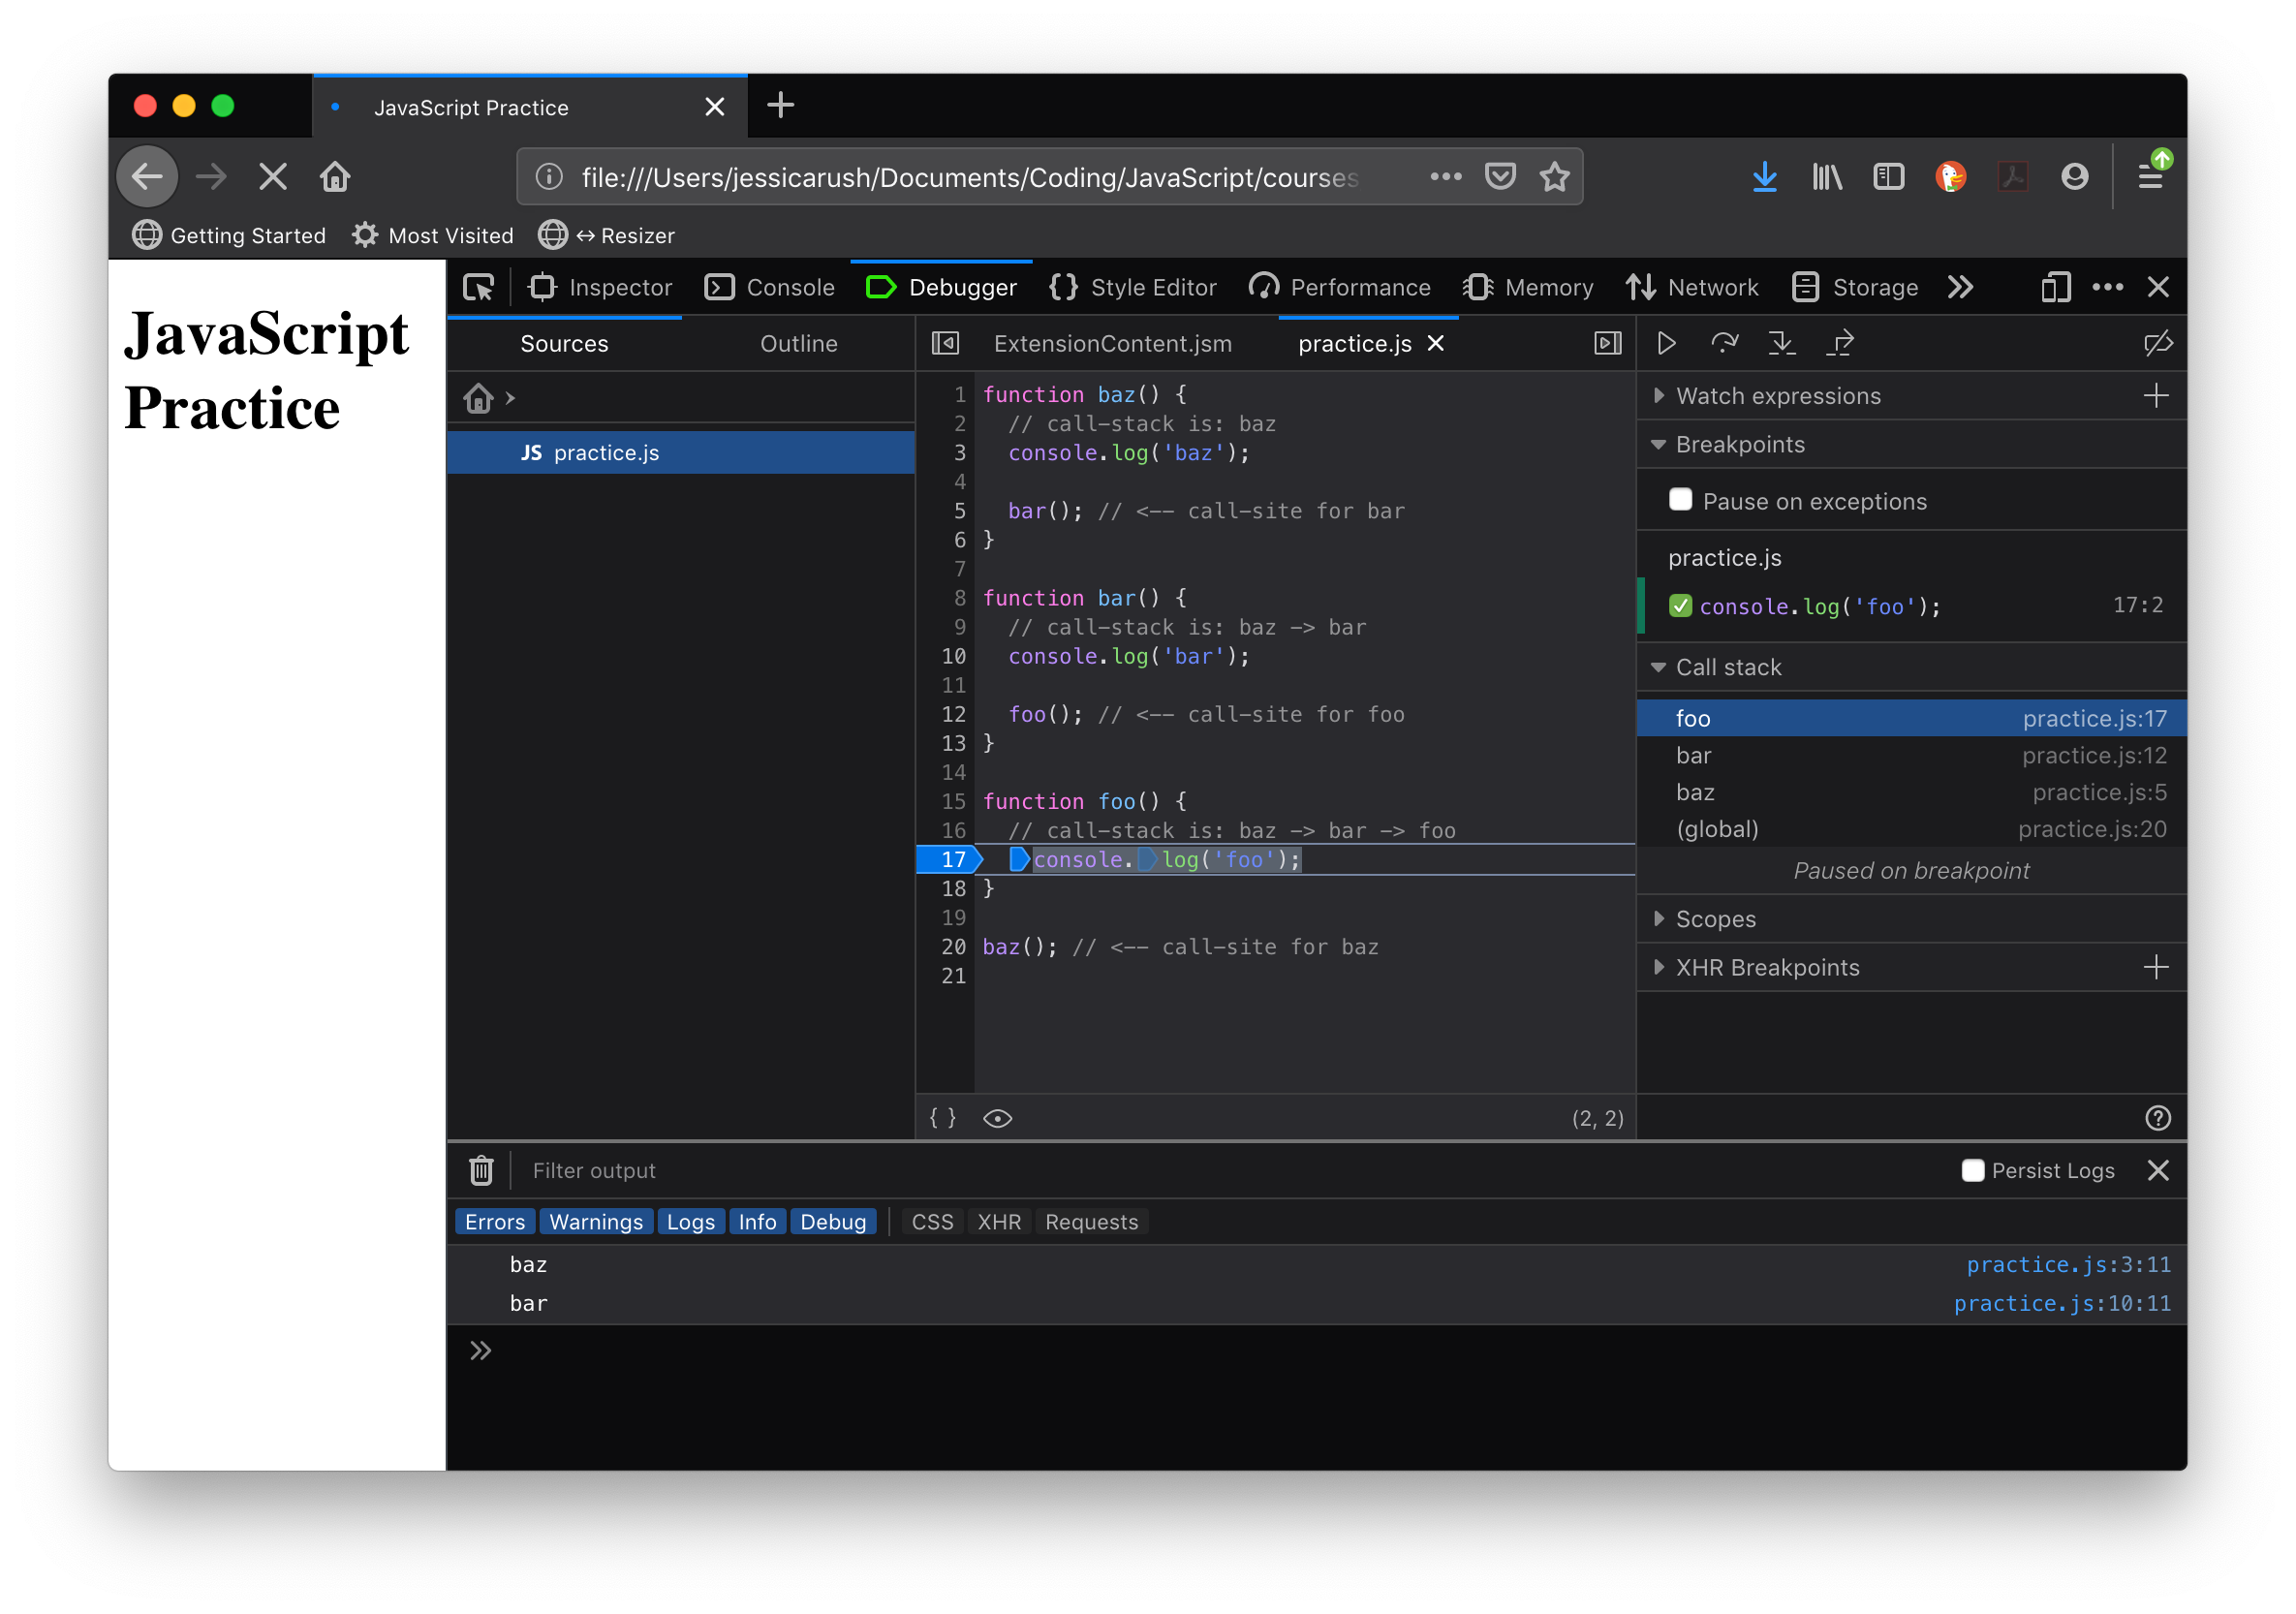 JavaScript Practice
file:///Users/jessicarush/Documents/Coding/JavaScript/courses
Getting Started Most Visited ↔ Resizer
JavaScript
Practice
Inspector Console Debugger { } Style Editor Performance Memory Network Storage
Sources Outline
JS practice.js
ExtensionContent.jsm practice.js
1 function baz() {
2   // call-stack is: baz
3   console.log('baz');
4
5   bar(); // <-- call-site for bar
6 }
7
8 function bar() {
9   // call-stack is: baz -> bar
10   console.log('bar');
11
12   foo(); // <-- call-site for foo
13 }
14
15 function foo() {
16   // call-stack is: baz -> bar -> foo
17   console.log('foo');
18 }
19
20 baz(); // <-- call-site for baz
21
{ } (2, 2)
Watch expressions
Breakpoints
Pause on exceptions
practice.js
console.log('foo'); 17:2
Call stack
foo practice.js:17
bar practice.js:12
baz practice.js:5
(global) practice.js:20
Paused on breakpoint
Scopes
XHR Breakpoints
Filter output Persist Logs
Errors Warnings Logs Info Debug CSS XHR Requests
baz practice.js:3:11
bar practice.js:10:11